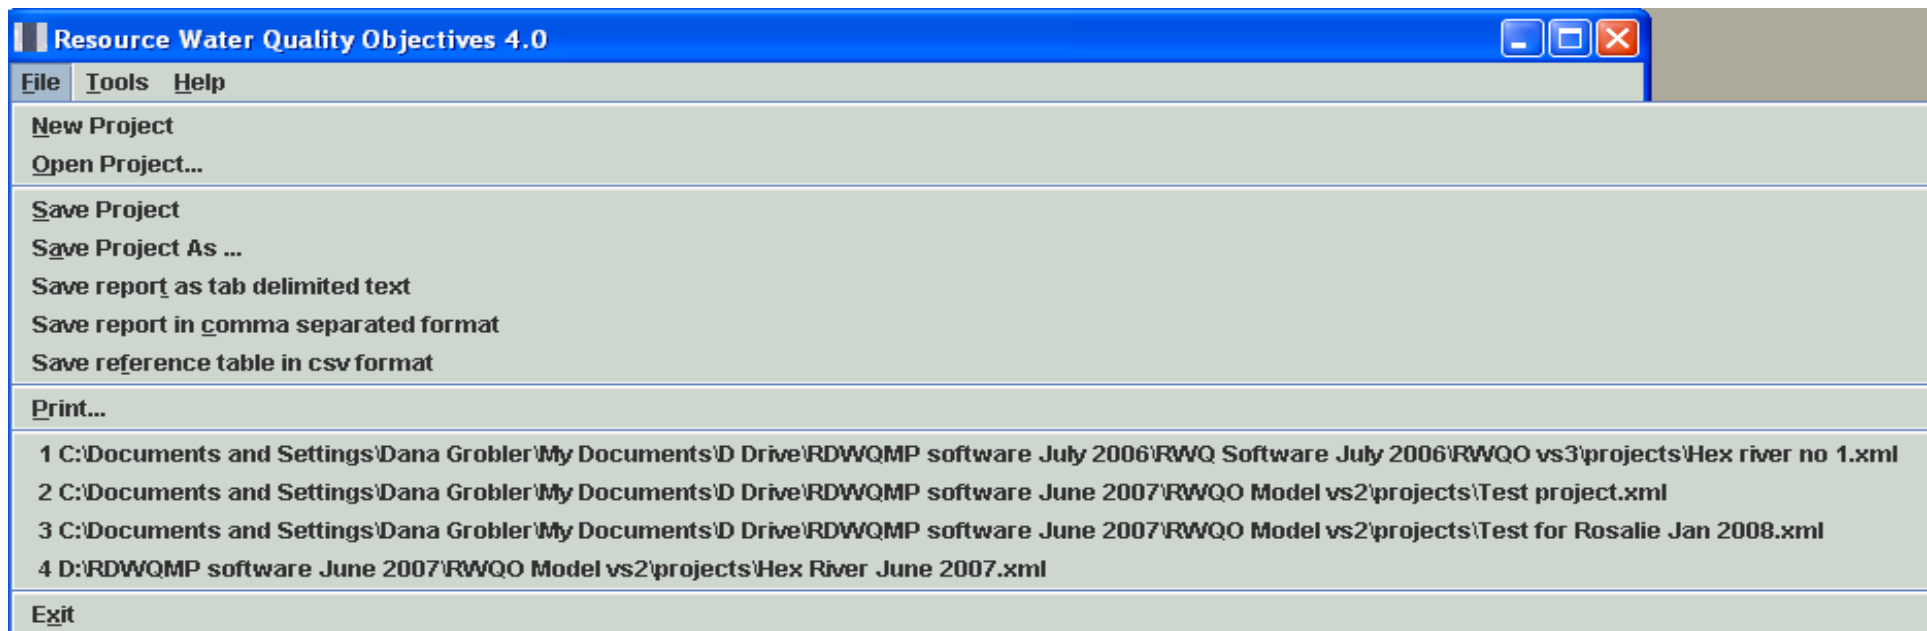 Resource Water Quality Objectives 4.0
File Tools Help
New Project
Open Project...
Save Project
Save Project As ...
Save report as tab delimited text
Save report in comma separated format
Save reference table in csv format
Print...
1 C:\Documents and Settings\Dana Grobler\My Documents\D Drive\RDWQMP software July 2006\RWQ Software July 2006\RWQO vs3\projects\Hex river no 1.xml
2 C:\Documents and Settings\Dana Grobler\My Documents\D Drive\RDWQMP software June 2007\RWQO Model vs2\projects\Test project.xml
3 C:\Documents and Settings\Dana Grobler\My Documents\D Drive\RDWQMP software June 2007\RWQO Model vs2\projects\Test for Rosalie Jan 2008.xml
4 D:\RDWQMP software June 2007\RWQO Model vs2\projects\Hex River June 2007.xml
Exit